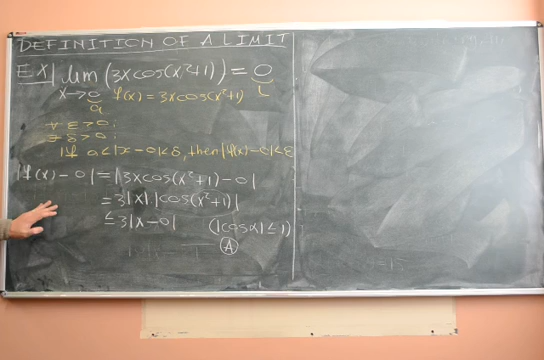 DEFINITION OF A LIMIT
EX| lim (3xcos(x²+1)) = 0
x→0 f(x) = 3xcos(x²+1) L
a
∀ ε > 0;
∃ δ > 0;
if 0<|x-0|<δ, then |f(x)-0|<ε
|f(x)-0| = |3xcos(x²+1)-0|
= 3|x|.|cos(x²+1)|
≤ 3|x-0| (|cosα|≤1)
A